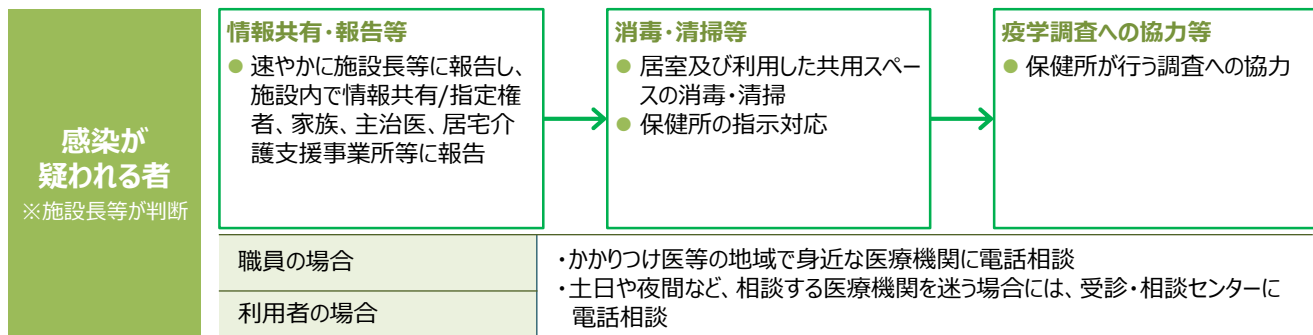 感染が
疑われる者
※施設長等が判断
情報共有・報告等
● 速やかに施設長等に報告し、
施設内で情報共有/指定権
者、家族、主治医、居宅介
護支援事業所等に報告
消毒・清掃等
● 居室及び利用した共用スペー
スの消毒・清掃
● 保健所の指示対応
疫学調査への協力等
● 保健所が行う調査への協力
職員の場合
利用者の場合
・かかりつけ医等の地域で身近な医療機関に電話相談
・土日や夜間など、相談する医療機関を迷う場合には、受診・相談センターに
電話相談